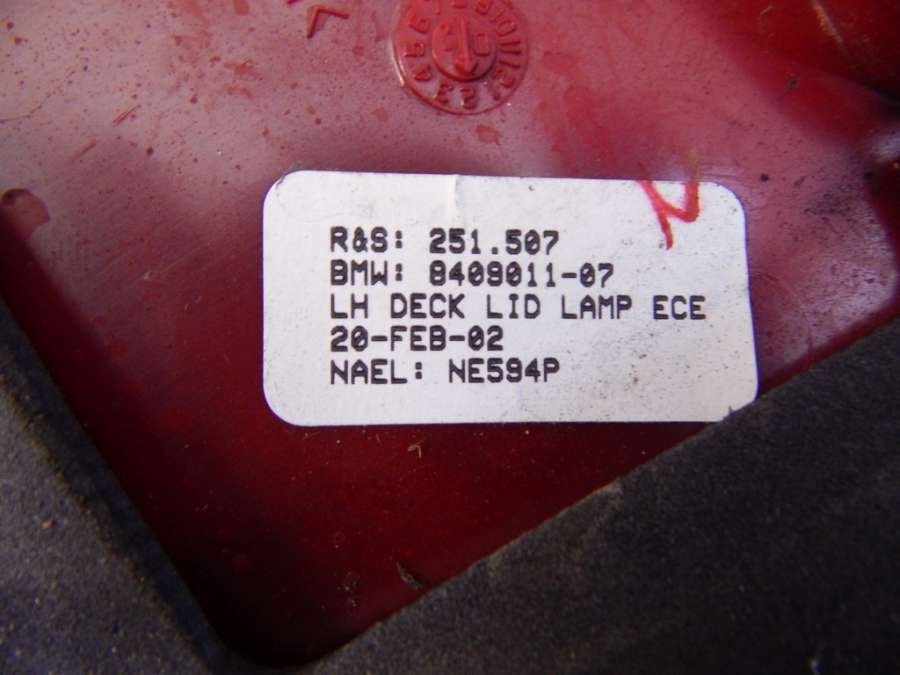 R&S: 251.507
BMW: 8409011-07
LH DECK LID LAMP ECE
20-FEB-02
NAEL: NE594P